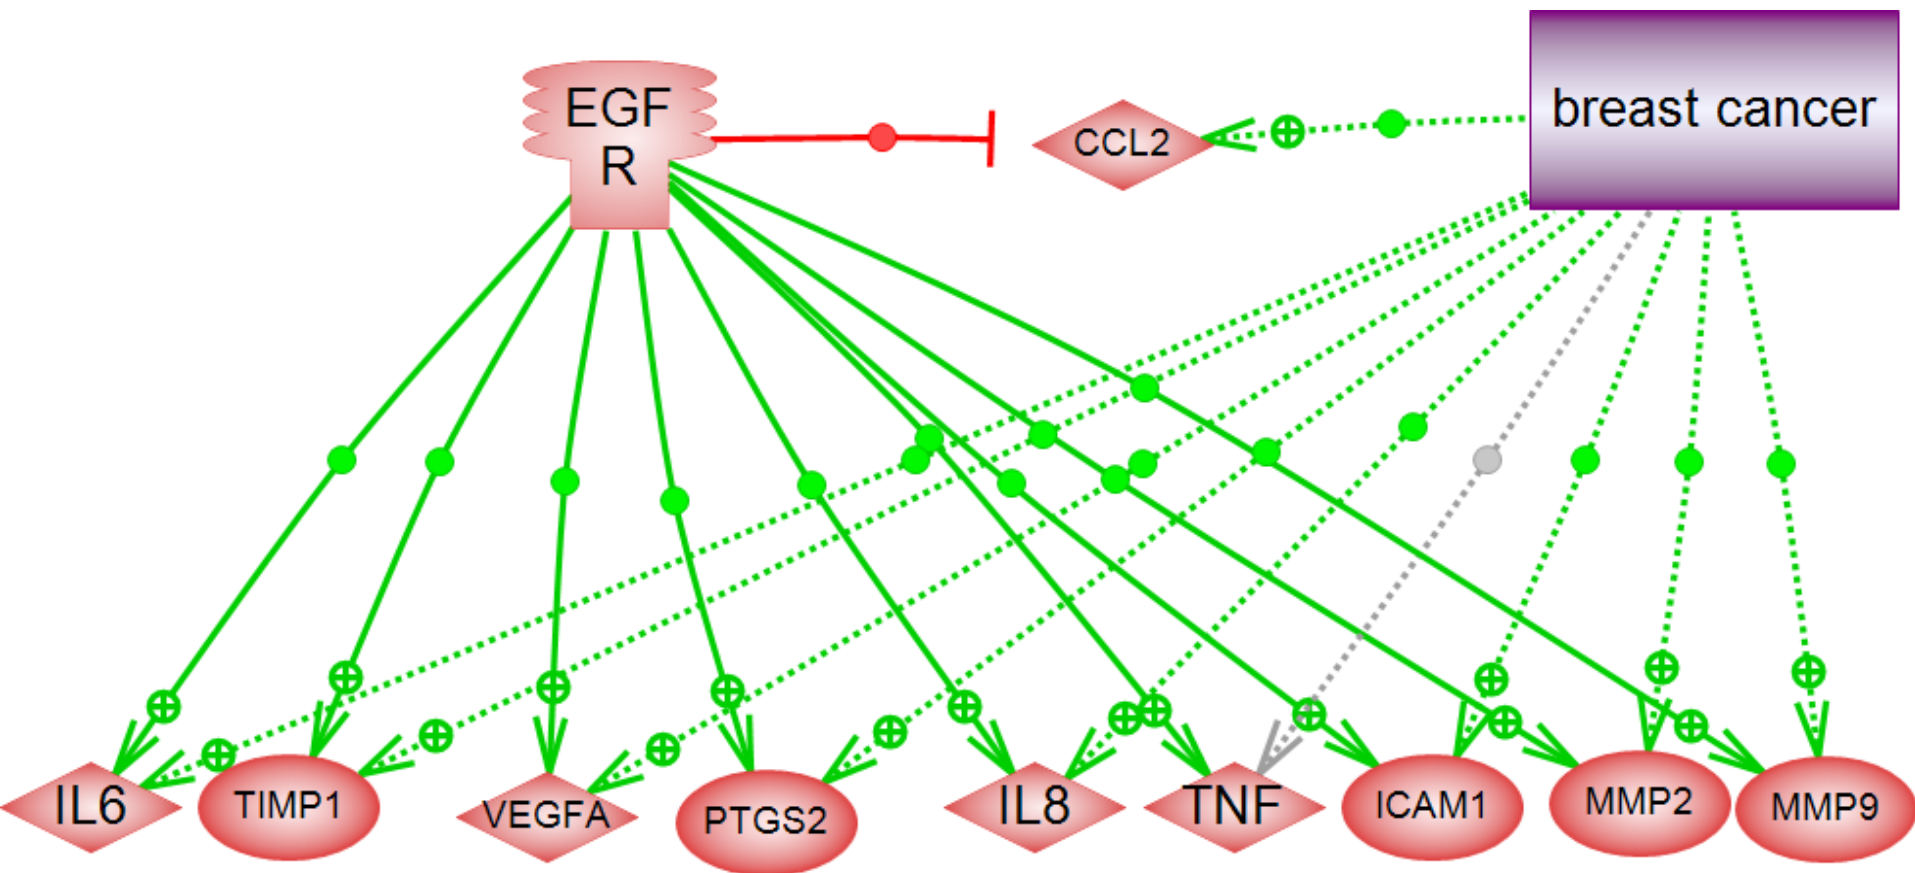 EGF
R
CCL2
breast cancer
IL6
TIMP1
VEGFA
PTGS2
IL8
TNF
ICAM1
MMP2
MMP9